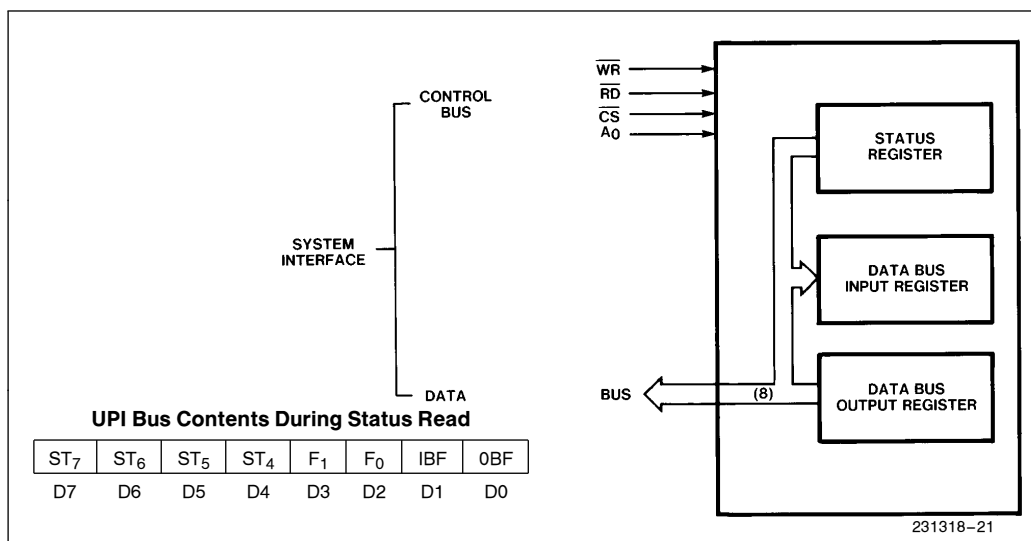 CONTROL
BUS
SYSTEM
INTERFACE
DATA
UPI Bus Contents During Status Read
ST7 ST6 ST5 ST4 F1 F0 IBF 0BF
D7 D6 D5 D4 D3 D2 D1 D0
WR
RD
CS
A0
BUS
(8)
STATUS
REGISTER
DATA BUS
INPUT REGISTER
DATA BUS
OUTPUT REGISTER
231318–21